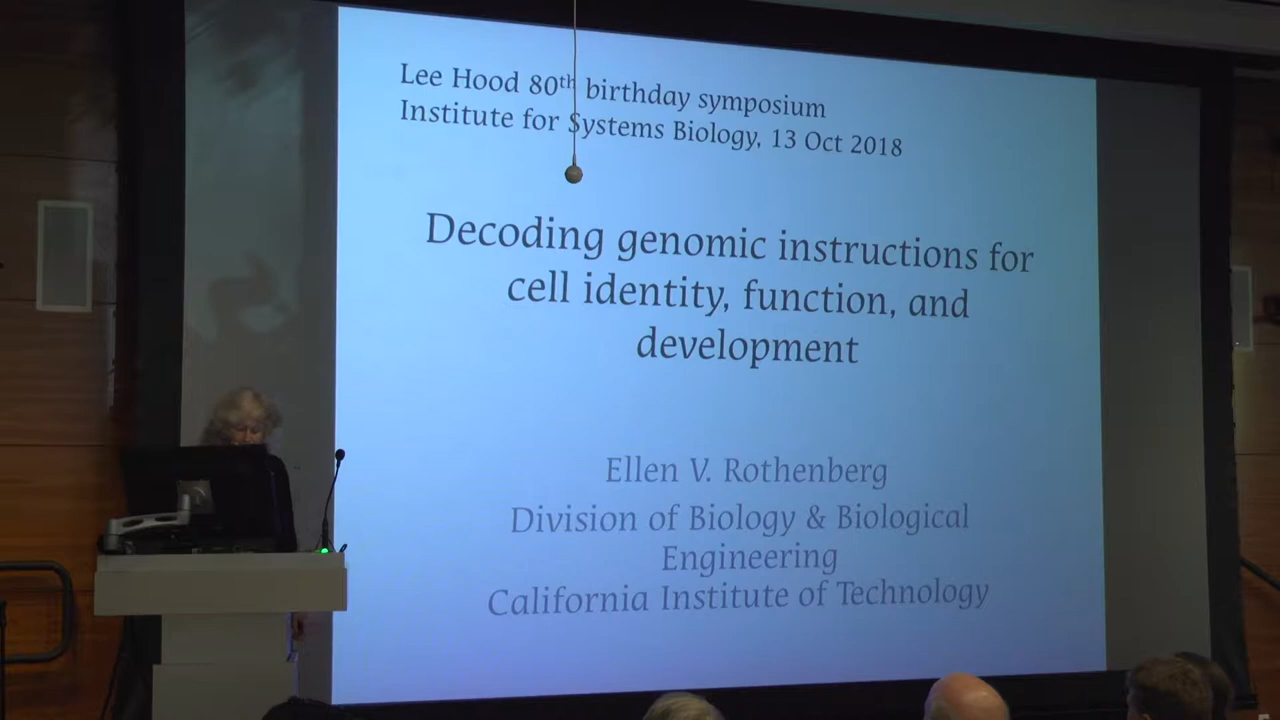 Lee Hood 80th birthday symposium
Institute for Systems Biology, 13 Oct 2018
Decoding genomic instructions for
cell identity, function, and
development
Ellen V. Rothenberg
Division of Biology & Biological
Engineering
California Institute of Technology